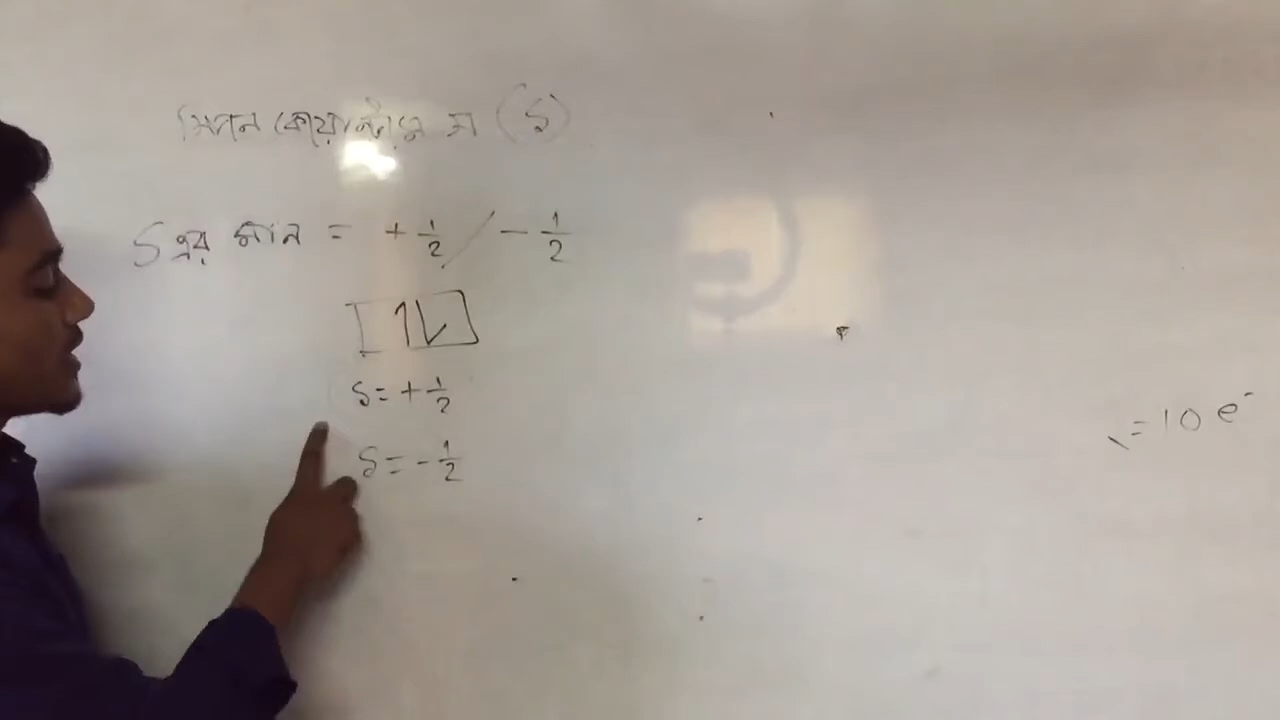 স্পিন কোয়ান্টাম সং (S)
S এর মান = + 1/2 / - 1/2
↑↓
S = + 1/2
S = - 1/2
= 10 e⁻